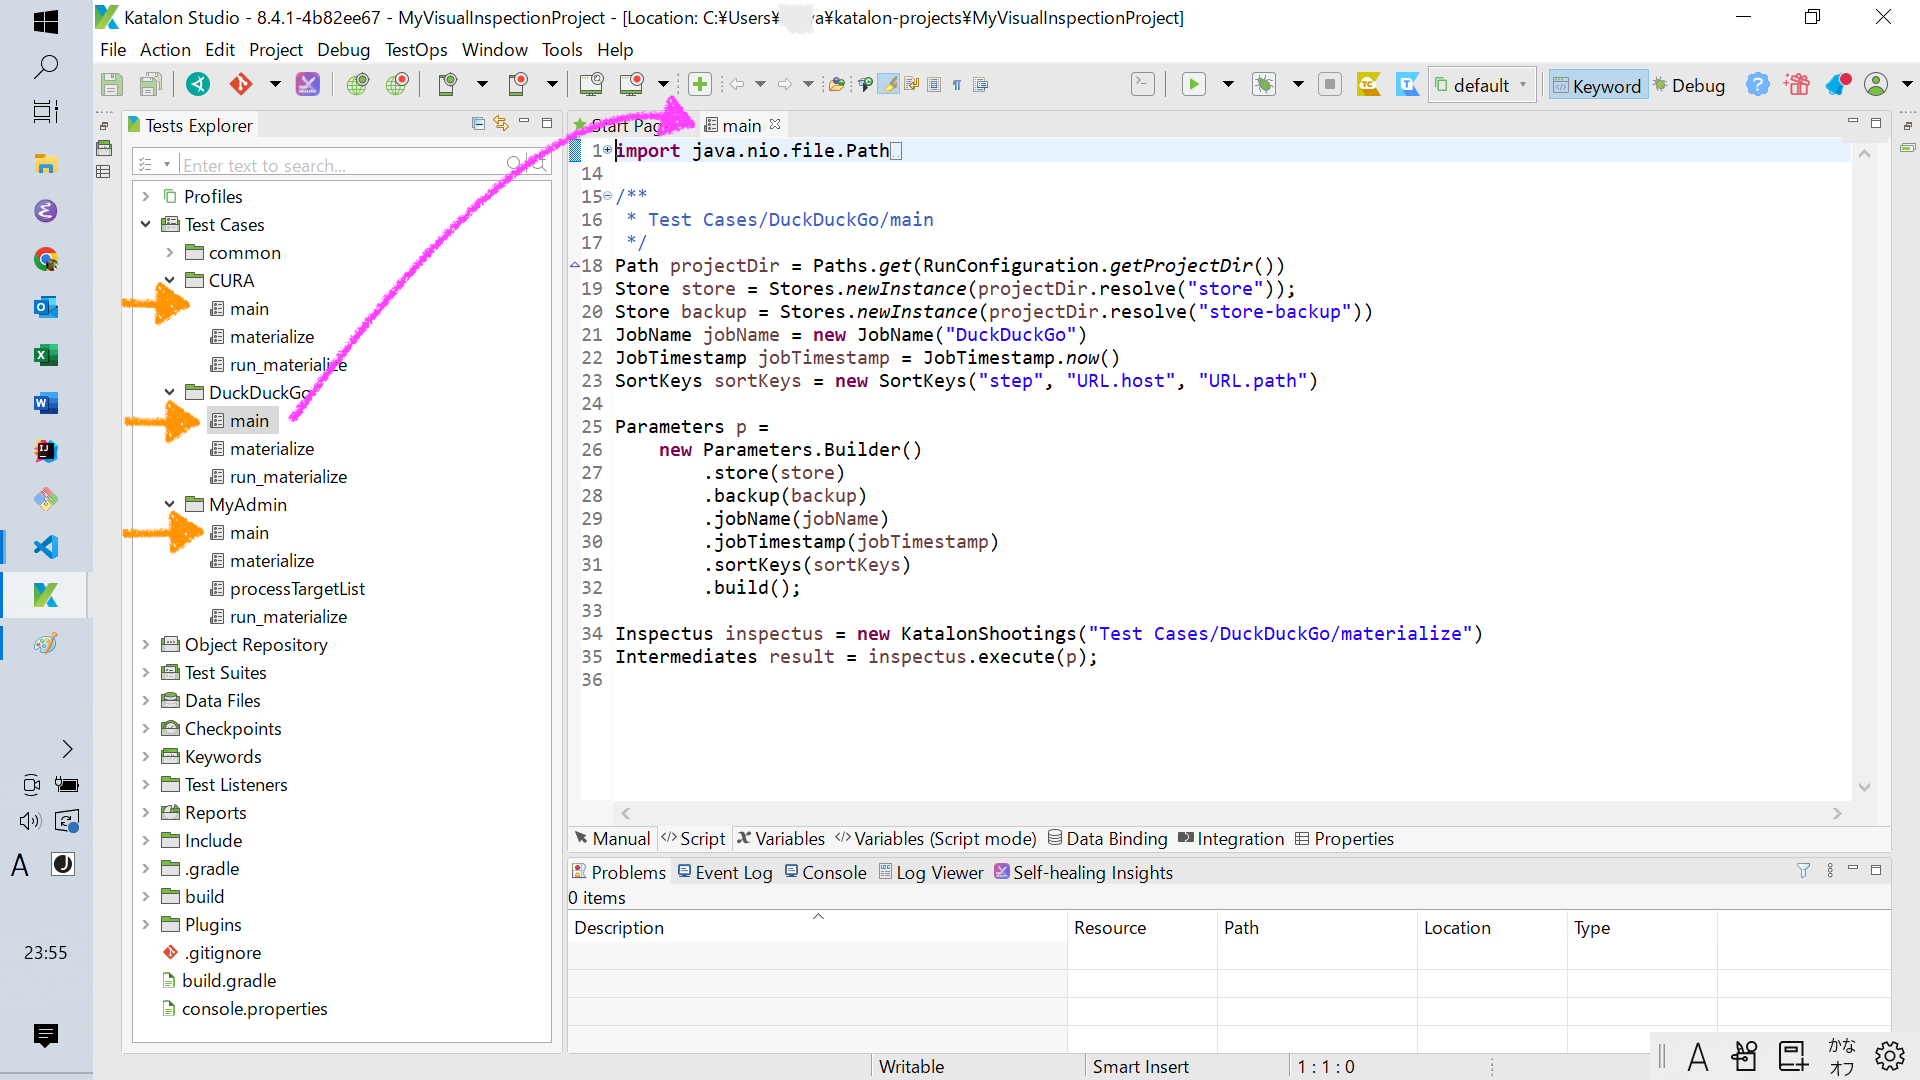 Katalon Studio - 8.4.1-4b82ee67 - MyVisualInspectionProject - [Location: C:¥Users¥ ya¥katalon-projects¥MyVisualInspectionProject]
File Action Edit Project Debug TestOps Window Tools Help
default Keyword Debug
Tests Explorer
Enter text to search...
Profiles
Test Cases
common
CURA
main
materialize
run_materialize
DuckDuckGo
main
materialize
run_materialize
MyAdmin
main
materialize
processTargetList
run_materialize
Object Repository
Test Suites
Data Files
Checkpoints
Keywords
Test Listeners
Reports
Include
.gradle
build
Plugins
.gitignore
build.gradle
console.properties
Start Pag main
1 import java.nio.file.Path
14
15 /**
16 * Test Cases/DuckDuckGo/main
17 */
18 Path projectDir = Paths.get(RunConfiguration.getProjectDir())
19 Store store = Stores.newInstance(projectDir.resolve("store"));
20 Store backup = Stores.newInstance(projectDir.resolve("store-backup"))
21 JobName jobName = new JobName("DuckDuckGo")
22 JobTimestamp jobTimestamp = JobTimestamp.now()
23 SortKeys sortKeys = new SortKeys("step", "URL.host", "URL.path")
24
25 Parameters p =
26 new Parameters.Builder()
27 .store(store)
28 .backup(backup)
29 .jobName(jobName)
30 .jobTimestamp(jobTimestamp)
31 .sortKeys(sortKeys)
32 .build();
33
34 Inspectus inspectus = new KatalonShootings("Test Cases/DuckDuckGo/materialize")
35 Intermediates result = inspectus.execute(p);
36
Manual Script Variables Variables (Script mode) Data Binding Integration Properties
Problems Event Log Console Log Viewer Self-healing Insights
0 items
Description Resource Path Location Type
Writable Smart Insert 1 : 1 : 0
A
23:55
A かな
オフ